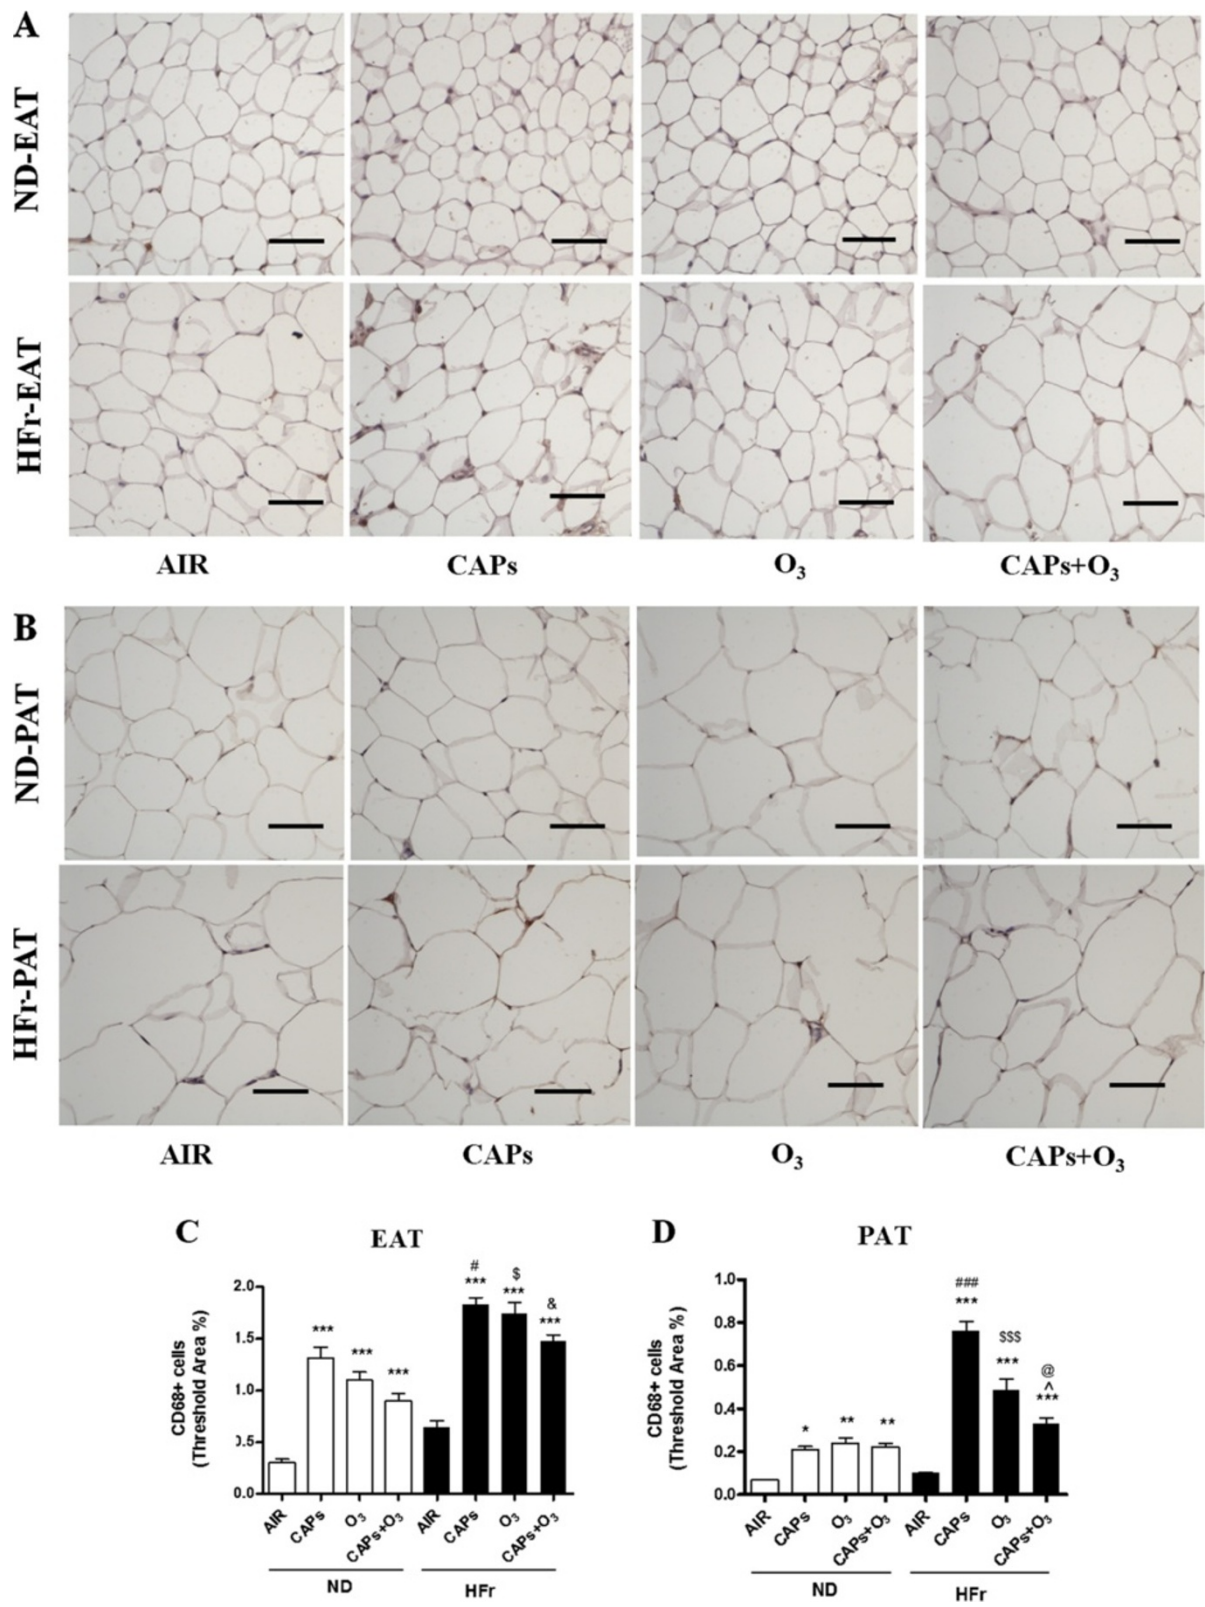 A
ND-EAT
HFr-EAT
AIR CAPs O₃ CAPs+O₃
B
ND-PAT
HFr-PAT
AIR CAPs O₃ CAPs+O₃
C
EAT
CD68+ cells
(Threshold Area %)
2.0
1.5
1.0
0.5
0.0
***
***
***
#
***
$
***
&
***
AIR CAPs O₃ CAPs+O₃ AIR CAPs O₃ CAPs+O₃
ND HFr
D
PAT
CD68+ cells
(Threshold Area %)
1.0
0.8
0.6
0.4
0.2
0.0
*
**
**
###
***
$$$
***
@
^
***
AIR CAPs O₃ CAPs+O₃ AIR CAPs O₃ CAPs+O₃
ND HFr